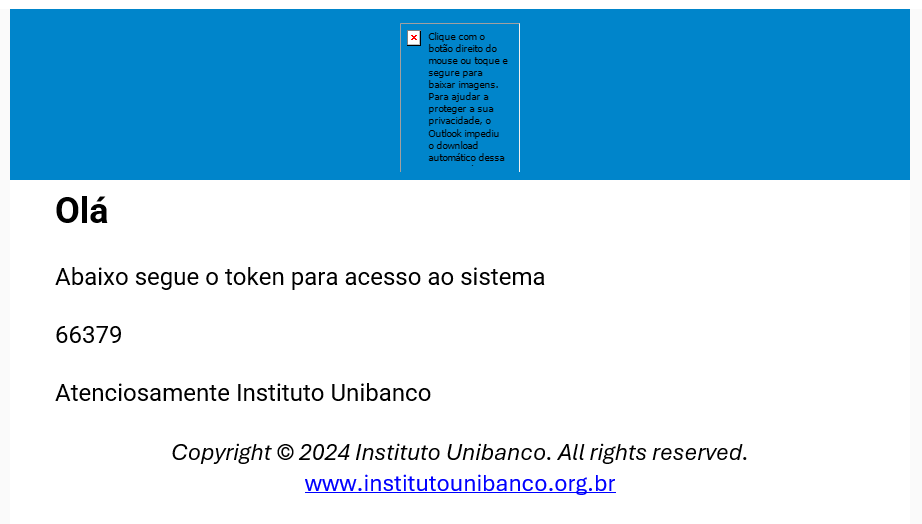 Clique com o
botão direito do
mouse ou toque e
segure para
baixar imagens.
Para ajudar a
proteger a sua
privacidade, o
Outlook impediu
o download
automático dessa
Olá
Abaixo segue o token para acesso ao sistema
66379
Atenciosamente Instituto Unibanco
Copyright © 2024 Instituto Unibanco. All rights reserved.
www.institutounibanco.org.br